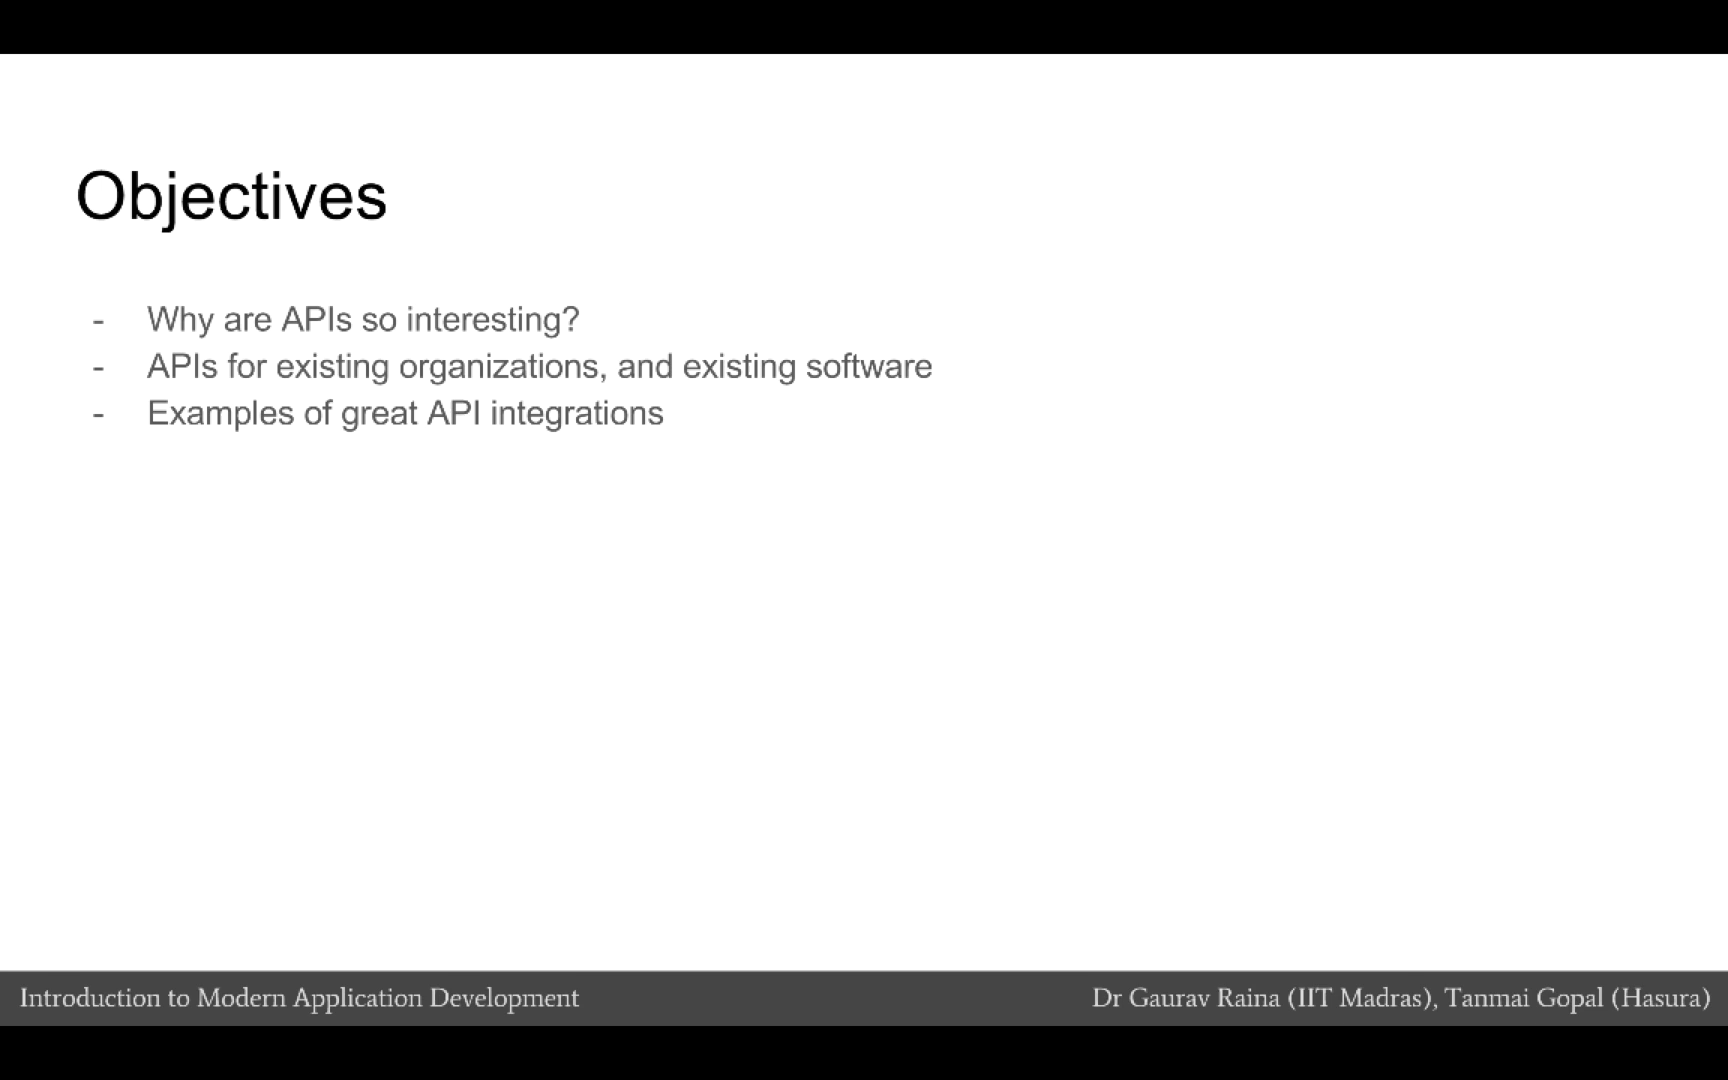 Objectives
- Why are APIs so interesting?
- APIs for existing organizations, and existing software
- Examples of great API integrations
Introduction to Modern Application Development
Dr Gaurav Raina (IIT Madras), Tanmai Gopal (Hasura)